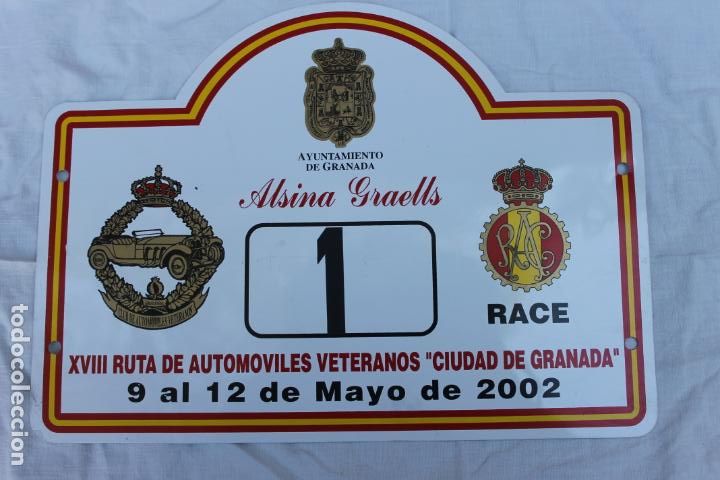 AYUNTAMIENTO
DE GRANADA
Alsina Graells
1
RACE
XVIII RUTA DE AUTOMOVILES VETERANOS "CIUDAD DE GRANADA"
9 al 12 de Mayo de 2002
todocoleccion